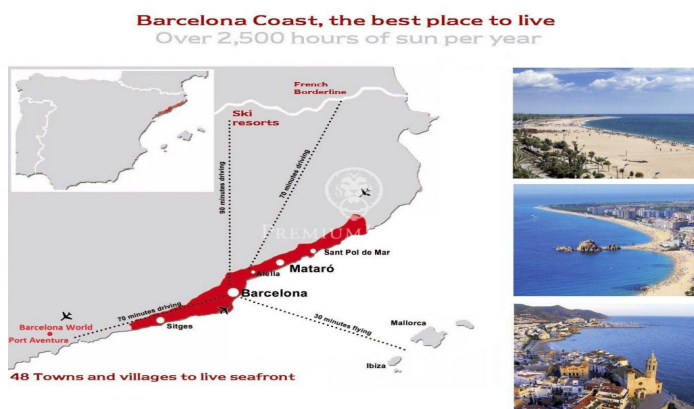 Barcelona Coast, the best place to live
Over 2,500 hours of sun per year
French
Borderline
Ski
resorts
90 minutes driving
70 minutes driving
PREMIUM
Sant Pol de Mar
Mataró
Alella
Barcelona
70 minutes driving
Barcelona World
Port Aventura
Sitges
30 minutes flying
Mallorca
Ibiza
48 Towns and villages to live seafront